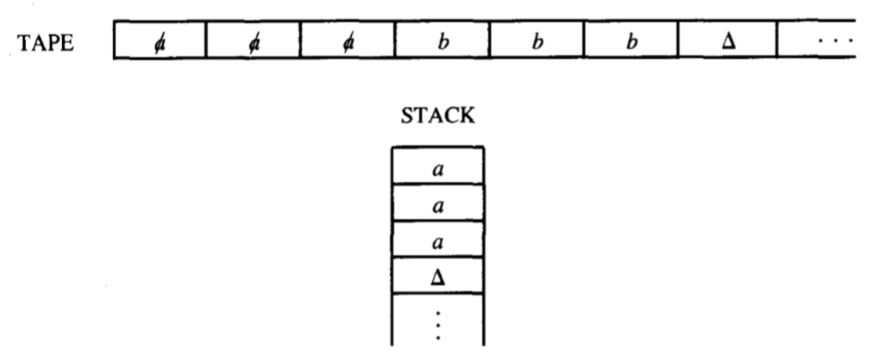 TAPE a̸ a̸ a̸ b b b Δ · · ·
STACK
a
a
a
Δ
⋮